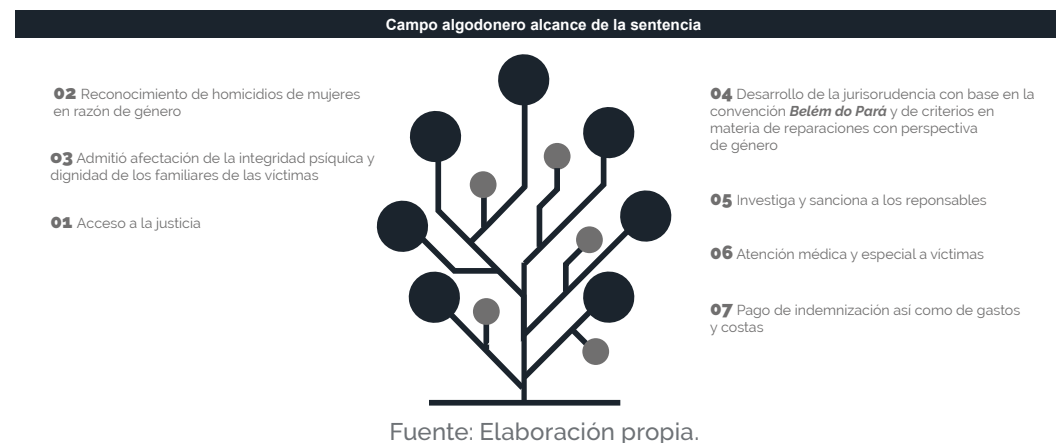 Campo algodonero alcance de la sentencia
02 Reconocimiento de homicidios de mujeres
en razón de género
03 Admitió afectación de la integridad psíquica y
dignidad de los familiares de las víctimas
01 Acceso a la justicia
04 Desarrollo de la jurisorudencia con base en la
convención Belém do Pará y de criterios en
materia de reparaciones con perspectiva
de género
05 Investiga y sanciona a los reponsables
06 Atención médica y especial a víctimas
07 Pago de indemnización así como de gastos
y costas
Fuente: Elaboración propia.